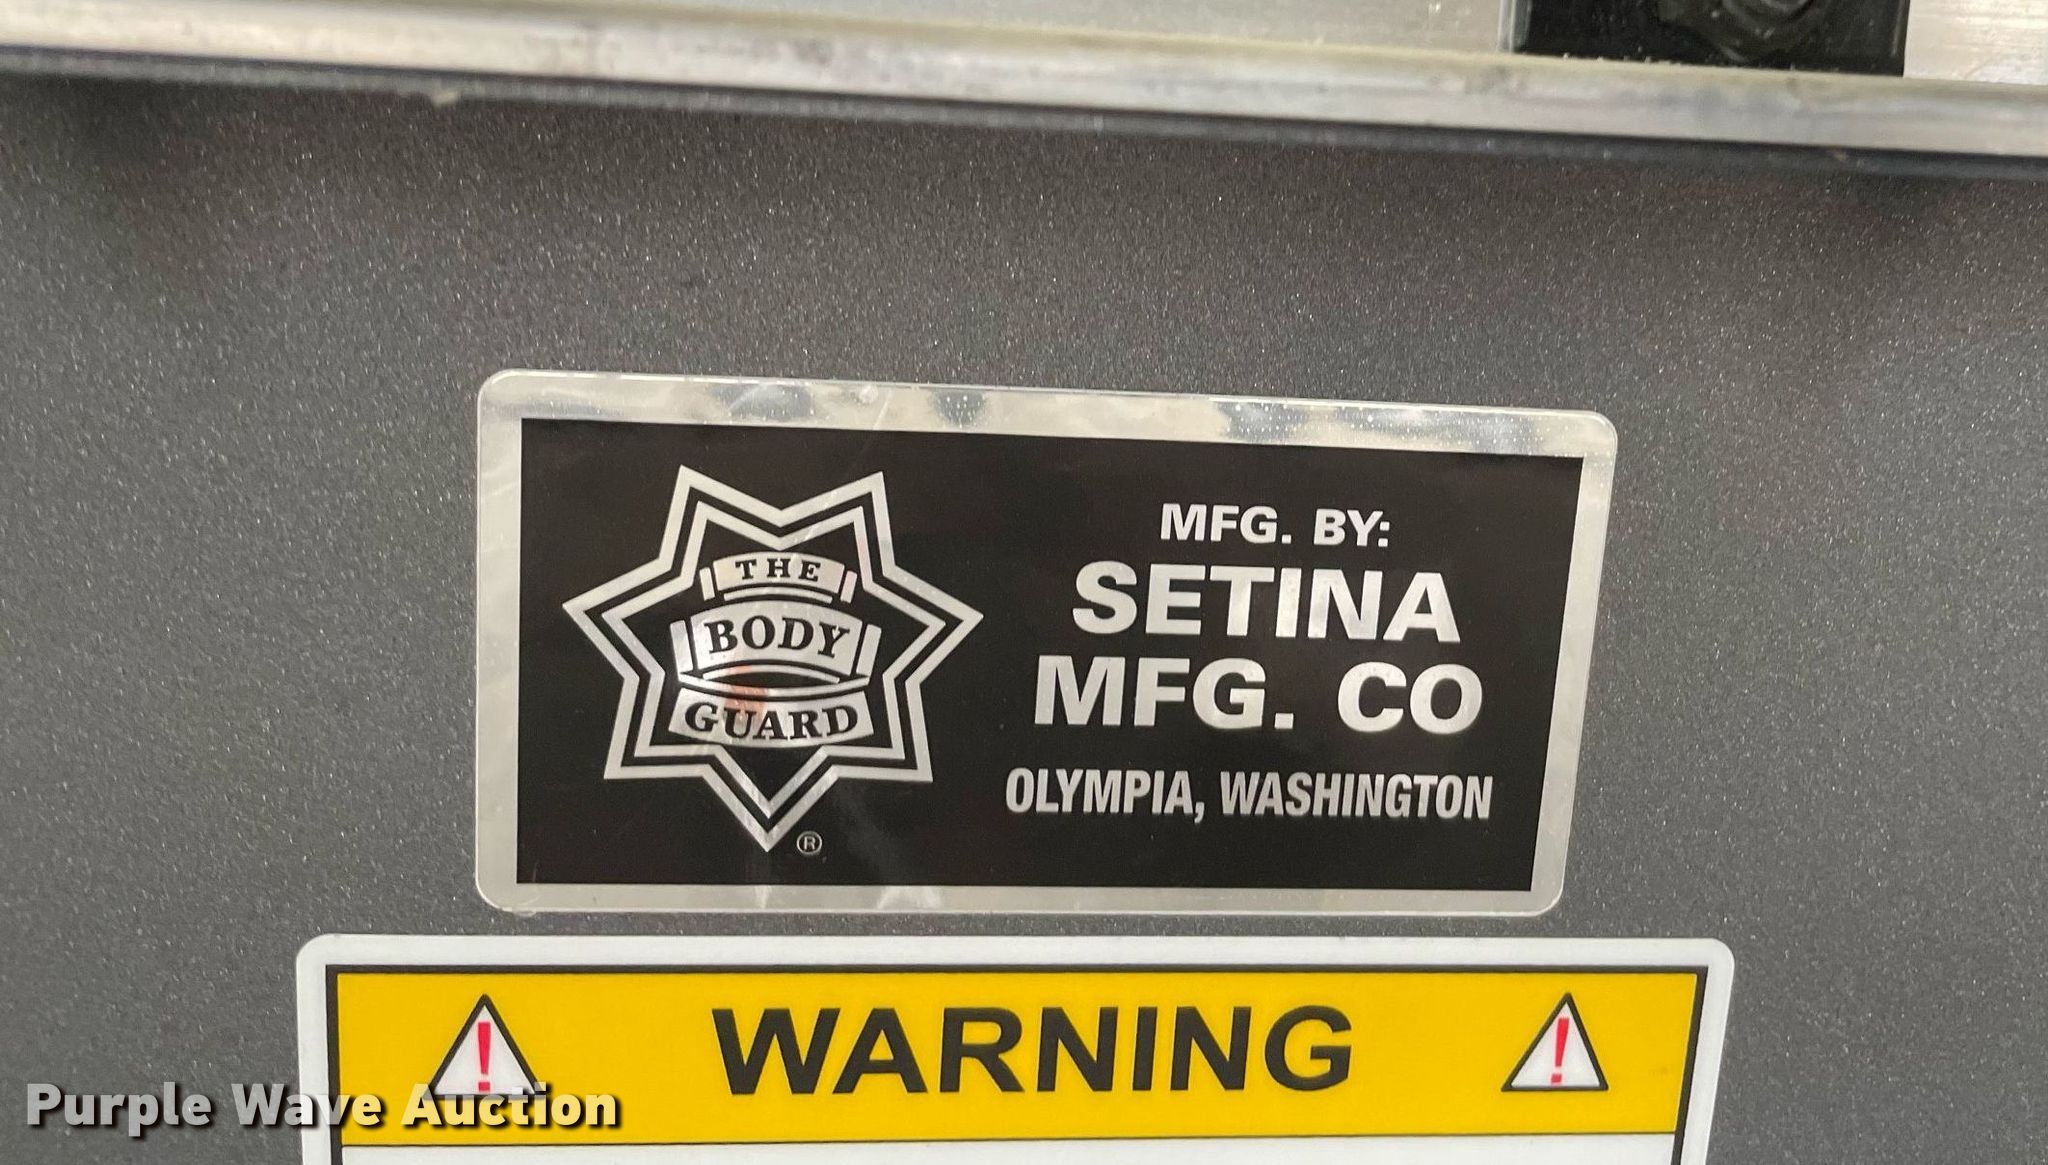 THE
BODY
GUARD
®
MFG. BY:
SETINA
MFG. CO
OLYMPIA, WASHINGTON
! WARNING !
Purple Wave Auction